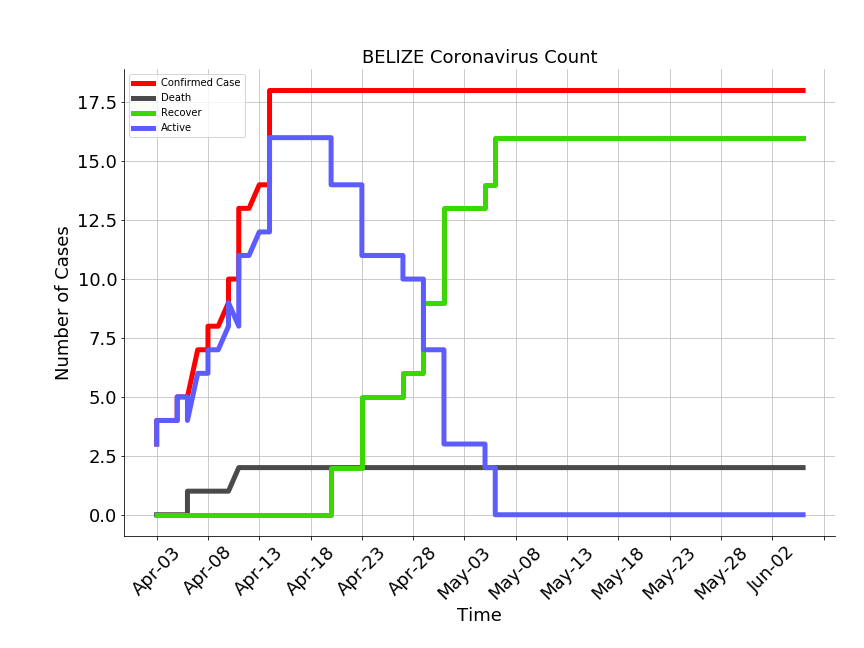 BELIZE Coronavirus Count
Confirmed Case
Death
Recover
Active
Number of Cases
17.5
15.0
12.5
10.0
7.5
5.0
2.5
0.0
Apr-03
Apr-08
Apr-13
Apr-18
Apr-23
Apr-28
May-03
May-08
May-13
May-18
May-23
May-28
Jun-02
Time